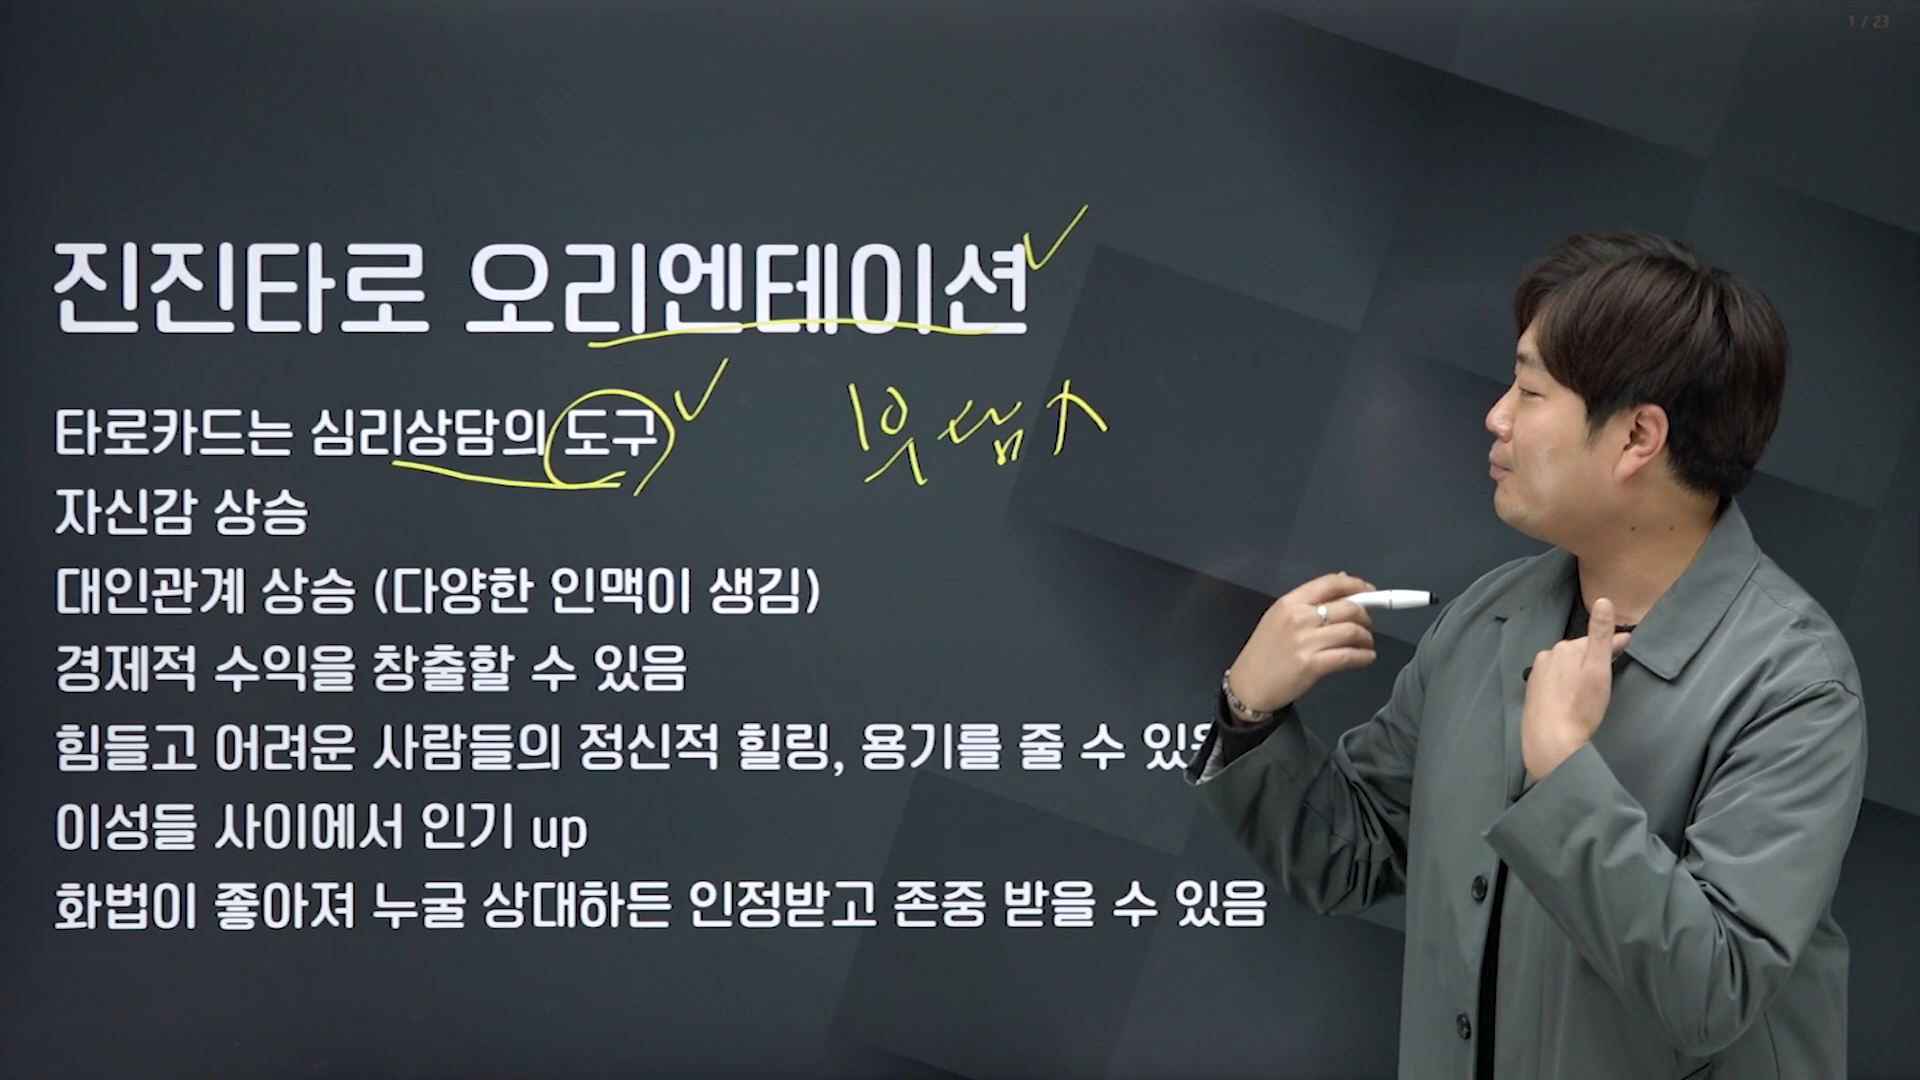 1 / 23
진진타로 오리엔테이션
타로카드는 심리상담의 도구
자신감 상승
대인관계 상승 (다양한 인맥이 생김)
경제적 수익을 창출할 수 있음
힘들고 어려운 사람들의 정신적 힐링, 용기를 줄 수 있
이성들 사이에서 인기 up
화법이 좋아져 누굴 상대하든 인정받고 존중 받을 수 있음